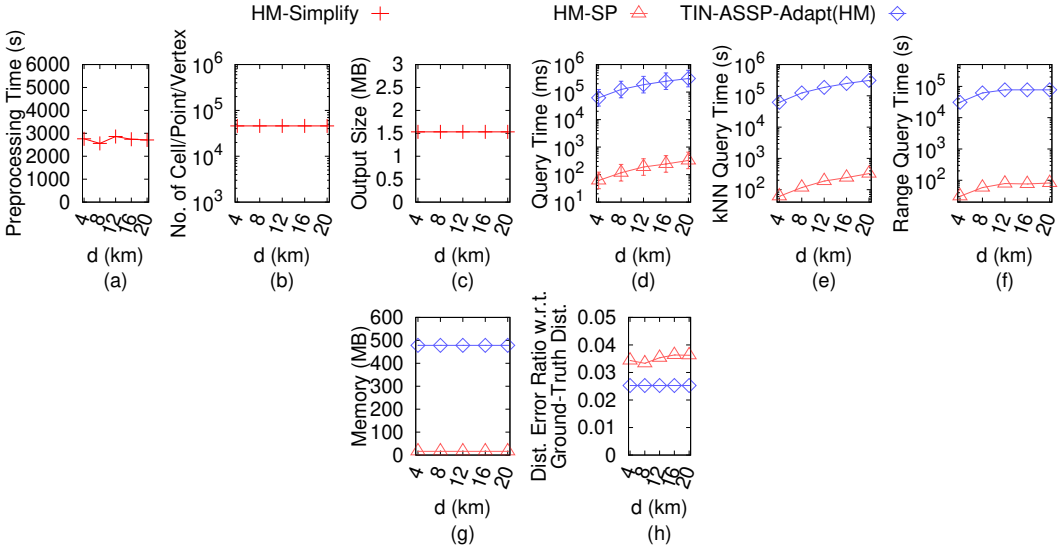 HM-Simplify HM-SP TIN-ASSP-Adapt(HM)
Preprocessing Time (s)
6000
5000
4000
3000
2000
1000
0
4 8 12 16 20
d (km)
(a)
No. of Cell/Point/Vertex
10^6
10^5
10^4
10^3
4 8 12 16 20
d (km)
(b)
Output Size (MB)
3
2.5
2
1.5
1
0.5
0
4 8 12 16 20
d (km)
(c)
Query Time (ms)
10^6
10^5
10^4
10^3
10^2
10^1
4 8 12 16 20
d (km)
(d)
kNN Query Time (s)
10^6
10^5
10^4
10^3
10^2
4 8 12 16 20
d (km)
(e)
Range Query Time (s)
10^5
10^4
10^3
10^2
4 8 12 16 20
d (km)
(f)
Memory (MB)
600
500
400
300
200
100
0
4 8 12 16 20
d (km)
(g)
Dist. Error Ratio w.r.t.
Ground-Truth Dist.
0.05
0.04
0.03
0.02
0.01
0
4 8 12 16 20
d (km)
(h)